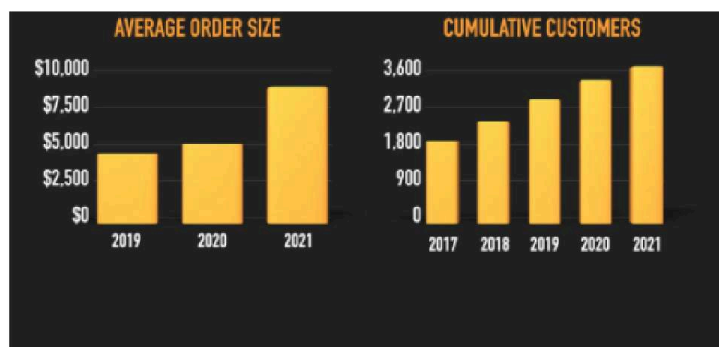 AVERAGE ORDER SIZE
$10,000
$7,500
$5,000
$2,500
$0
2019 2020 2021
CUMULATIVE CUSTOMERS
3,600
2,700
1,800
900
0
2017 2018 2019 2020 2021